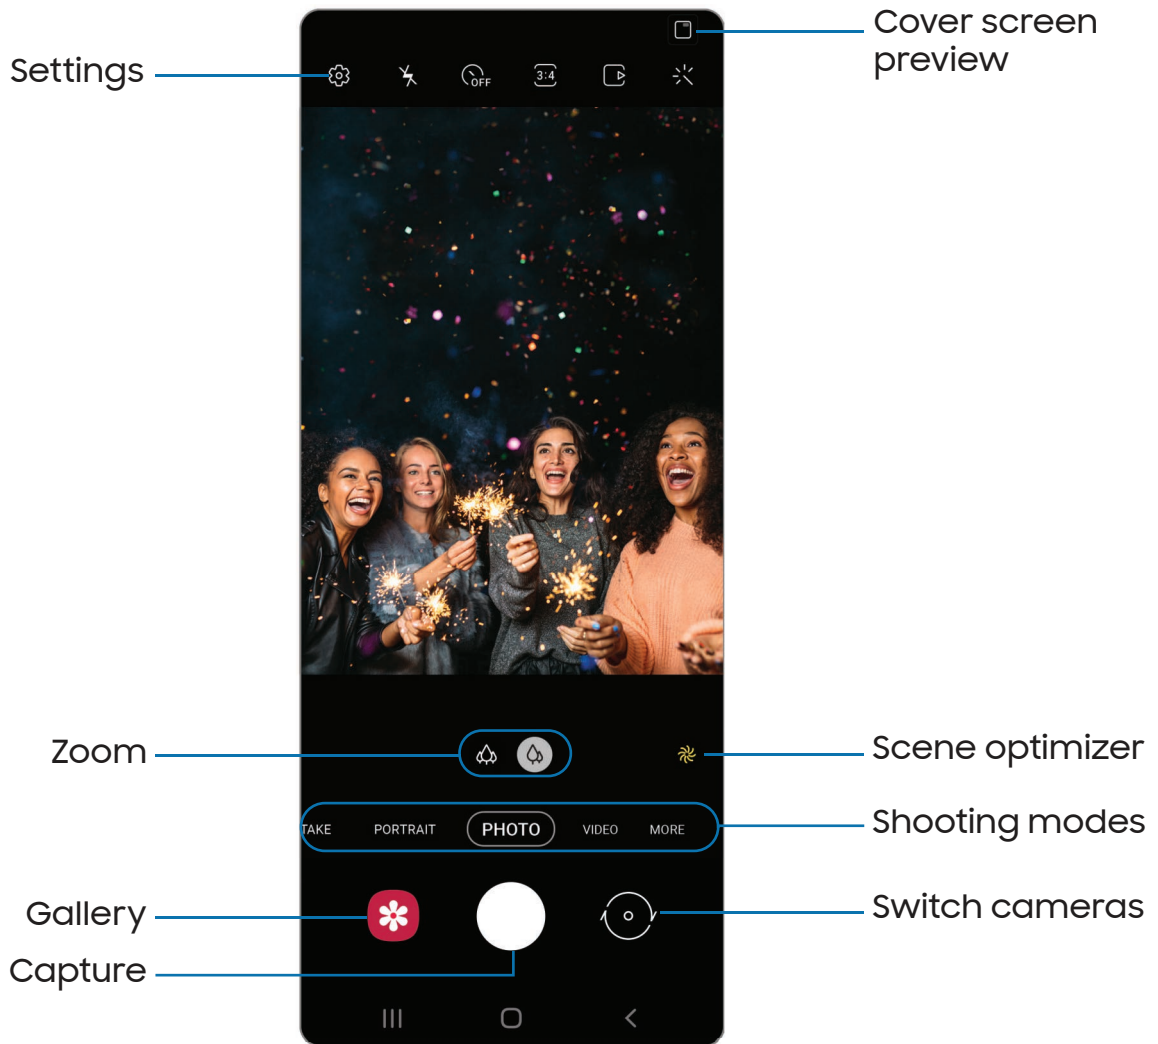 Cover screen
preview
Settings
OFF
3:4
Zoom
Scene optimizer
TAKE PORTRAIT PHOTO VIDEO MORE
Shooting modes
Gallery
Switch cameras
Capture